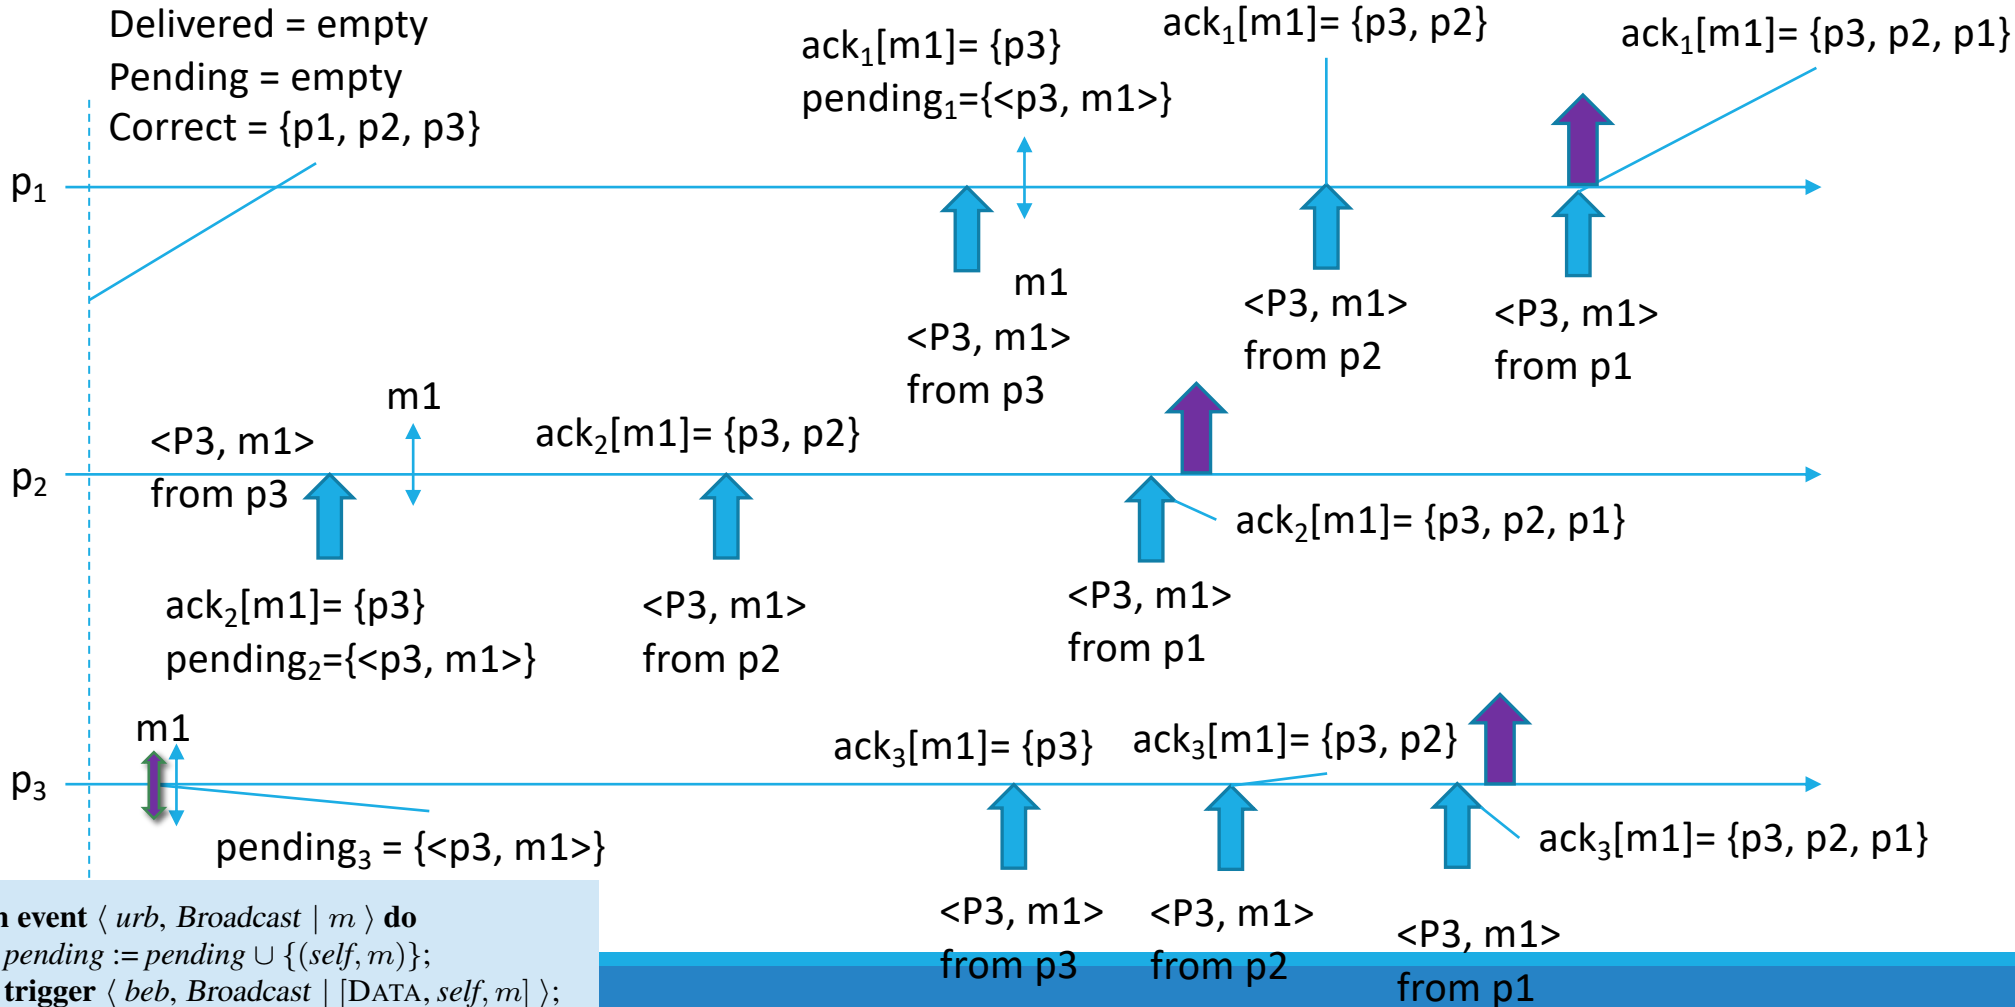 Delivered = empty
Pending = empty
Correct = {p1, p2, p3}
ack₁[m1]= {p3}
pending₁={<p3, m1>}
ack₁[m1]= {p3, p2}
ack₁[m1]= {p3, p2, p1}
p₁
m1
<P3, m1>
from p3
<P3, m1>
from p2
<P3, m1>
from p1
m1
<P3, m1>
from p3
ack₂[m1]= {p3, p2}
p₂
ack₂[m1]= {p3, p2, p1}
ack₂[m1]= {p3}
pending₂={<p3, m1>}
<P3, m1>
from p2
<P3, m1>
from p1
m1
ack₃[m1]= {p3}
ack₃[m1]= {p3, p2}
p₃
pending₃ = {<p3, m1>}
ack₃[m1]= {p3, p2, p1}
<P3, m1>
from p3
<P3, m1>
from p2
<P3, m1>
from p1
n event ⟨ urb, Broadcast | m ⟩ do
pending := pending ∪ {(self, m)};
trigger ⟨ beb, Broadcast | [DATA, self, m] ⟩;